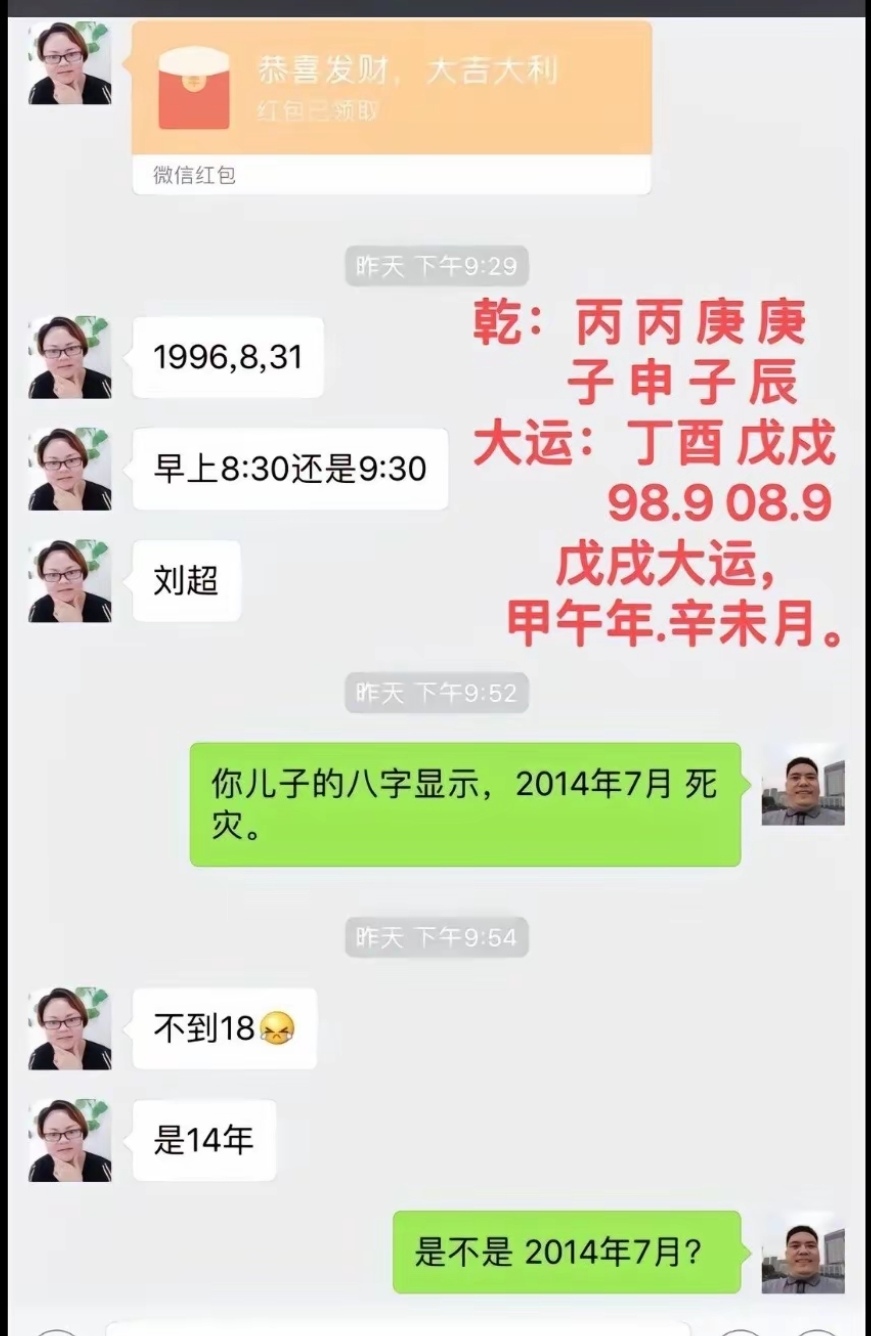 恭喜发财，大吉大利
红包已领取
微信红包
昨天 下午9:29
乾：丙丙庚庚
子申子辰
大运：丁酉戊戍
98.9 08.9
戊戌大运，
甲午年.辛未月。
1996,8,31
早上8:30还是9:30
刘超
昨天 下午9:52
你儿子的八字显示，2014年7月 死
灾。
昨天 下午9:54
不到18
是14年
是不是 2014年7月？